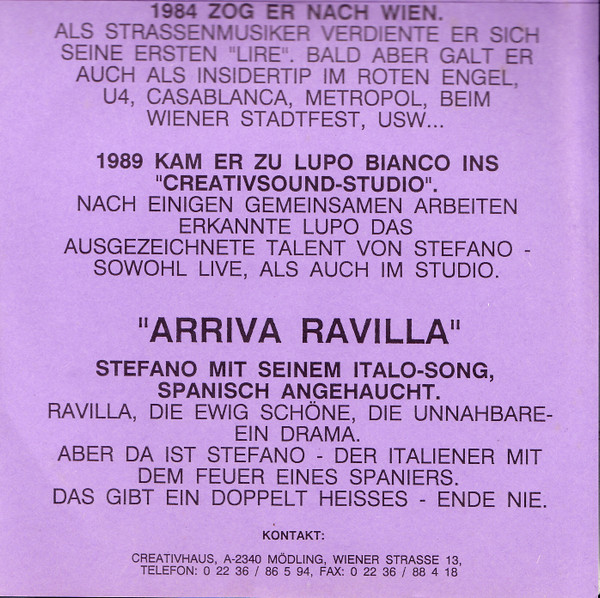 1984 ZOG ER NACH WIEN.
ALS STRASSENMUSIKER VERDIENTE ER SICH
SEINE ERSTEN "LIRE". BALD ABER GALT ER
AUCH ALS INSIDERTIP IM ROTEN ENGEL,
U4, CASABLANCA, METROPOL, BEIM
WIENER STADTFEST, USW...
1989 KAM ER ZU LUPO BIANCO INS
"CREATIVSOUND-STUDIO".
NACH EINIGEN GEMEINSAMEN ARBEITEN
ERKANNTE LUPO DAS
AUSGEZEICHNETE TALENT VON STEFANO -
SOWOHL LIVE, ALS AUCH IM STUDIO.
"ARRIVA RAVILLA"
STEFANO MIT SEINEM ITALO-SONG,
SPANISCH ANGEHAUCHT.
RAVILLA, DIE EWIG SCHÖNE, DIE UNNAHBARE-
EIN DRAMA.
ABER DA IST STEFANO - DER ITALIENER MIT
DEM FEUER EINES SPANIERS.
DAS GIBT EIN DOPPELT HEISSES - ENDE NIE.
KONTAKT:
CREATIVHAUS, A-2340 MÖDLING, WIENER STRASSE 13,
TELEFON: 0 22 36 / 86 5 94, FAX: 0 22 36 / 88 4 18